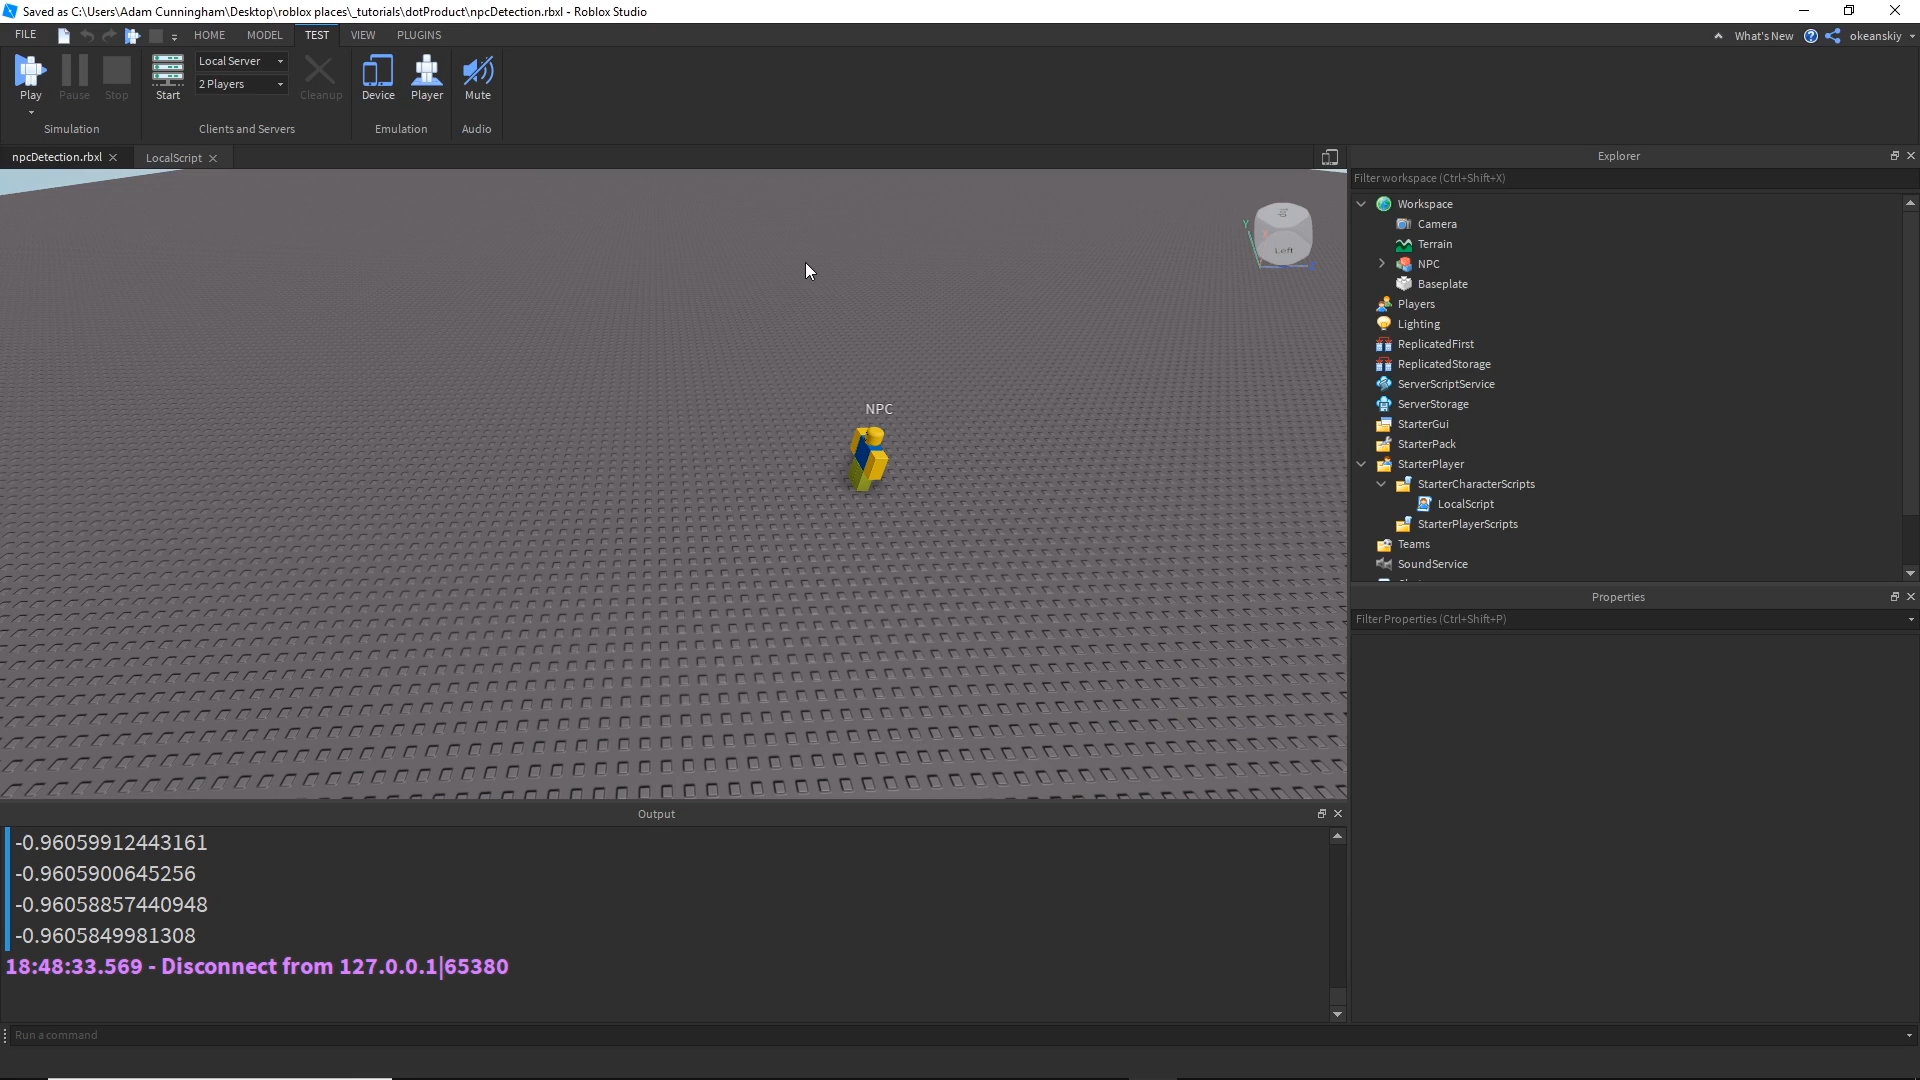 Saved as C:\Users\Adam Cunningham\Desktop\roblox places\_tutorials\dotProduct\npcDetection.rbxl - Roblox Studio
FILE HOME MODEL TEST VIEW PLUGINS What's New okeanskiy
Play Pause Stop Start Local Server 2 Players Cleanup Device Player Mute
Simulation Clients and Servers Emulation Audio
npcDetection.rbxl LocalScript
Explorer
Filter workspace (Ctrl+Shift+X)
Workspace
Camera
Terrain
NPC
Baseplate
Players
Lighting
ReplicatedFirst
ReplicatedStorage
ServerScriptService
ServerStorage
StarterGui
StarterPack
StarterPlayer
StarterCharacterScripts
LocalScript
StarterPlayerScripts
Teams
SoundService
Top
Y
Left
NPC
Properties
Filter Properties (Ctrl+Shift+P)
Output
-0.96059912443161
-0.9605900645256
-0.96058857440948
-0.9605849981308
18:48:33.569 - Disconnect from 127.0.0.1|65380
Run a command